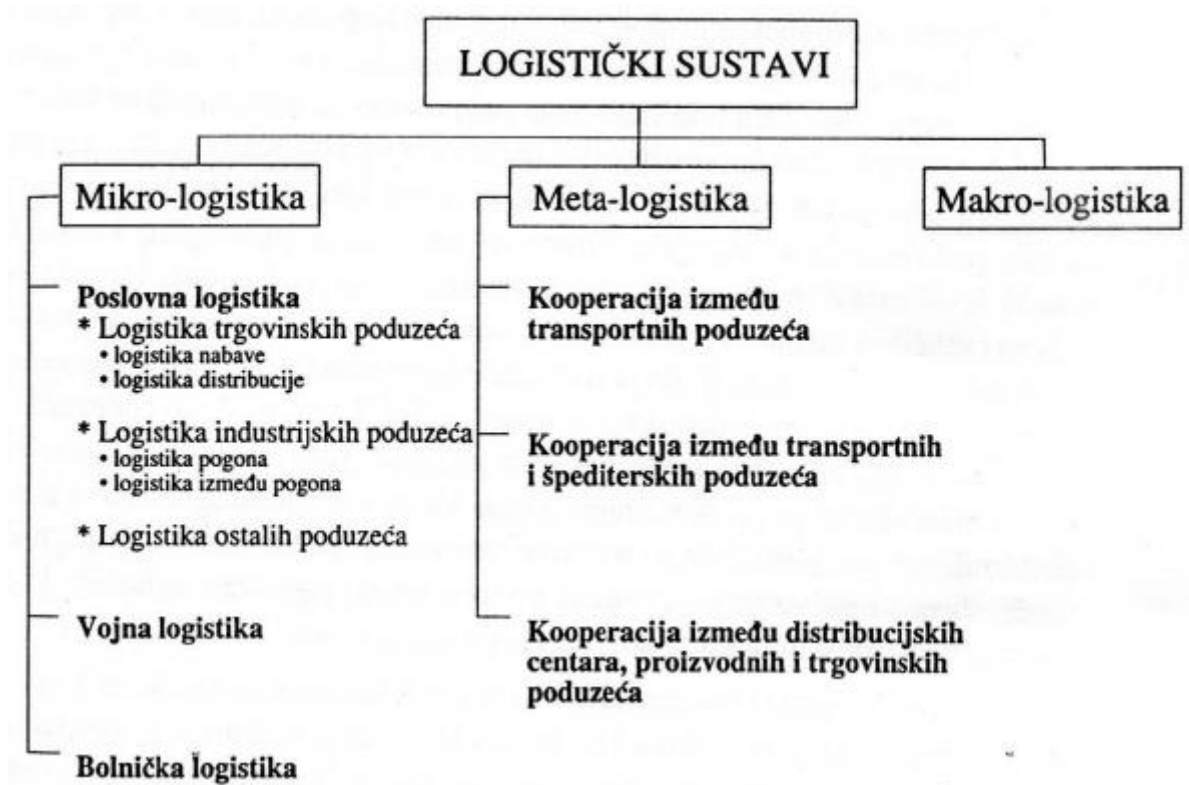 LOGISTIČKI SUSTAVI
Mikro-logistika
Meta-logistika
Makro-logistika
Poslovna logistika
* Logistika trgovinskih poduzeća
• logistika nabave
• logistika distribucije
* Logistika industrijskih poduzeća
• logistika pogona
• logistika između pogona
* Logistika ostalih poduzeća
Vojna logistika
Bolnička logistika
Kooperacija između
transportnih poduzeća
Kooperacija između transportnih
i špediterskih poduzeća
Kooperacija između distribucijskih
centara, proizvodnih i trgovinskih
poduzeća